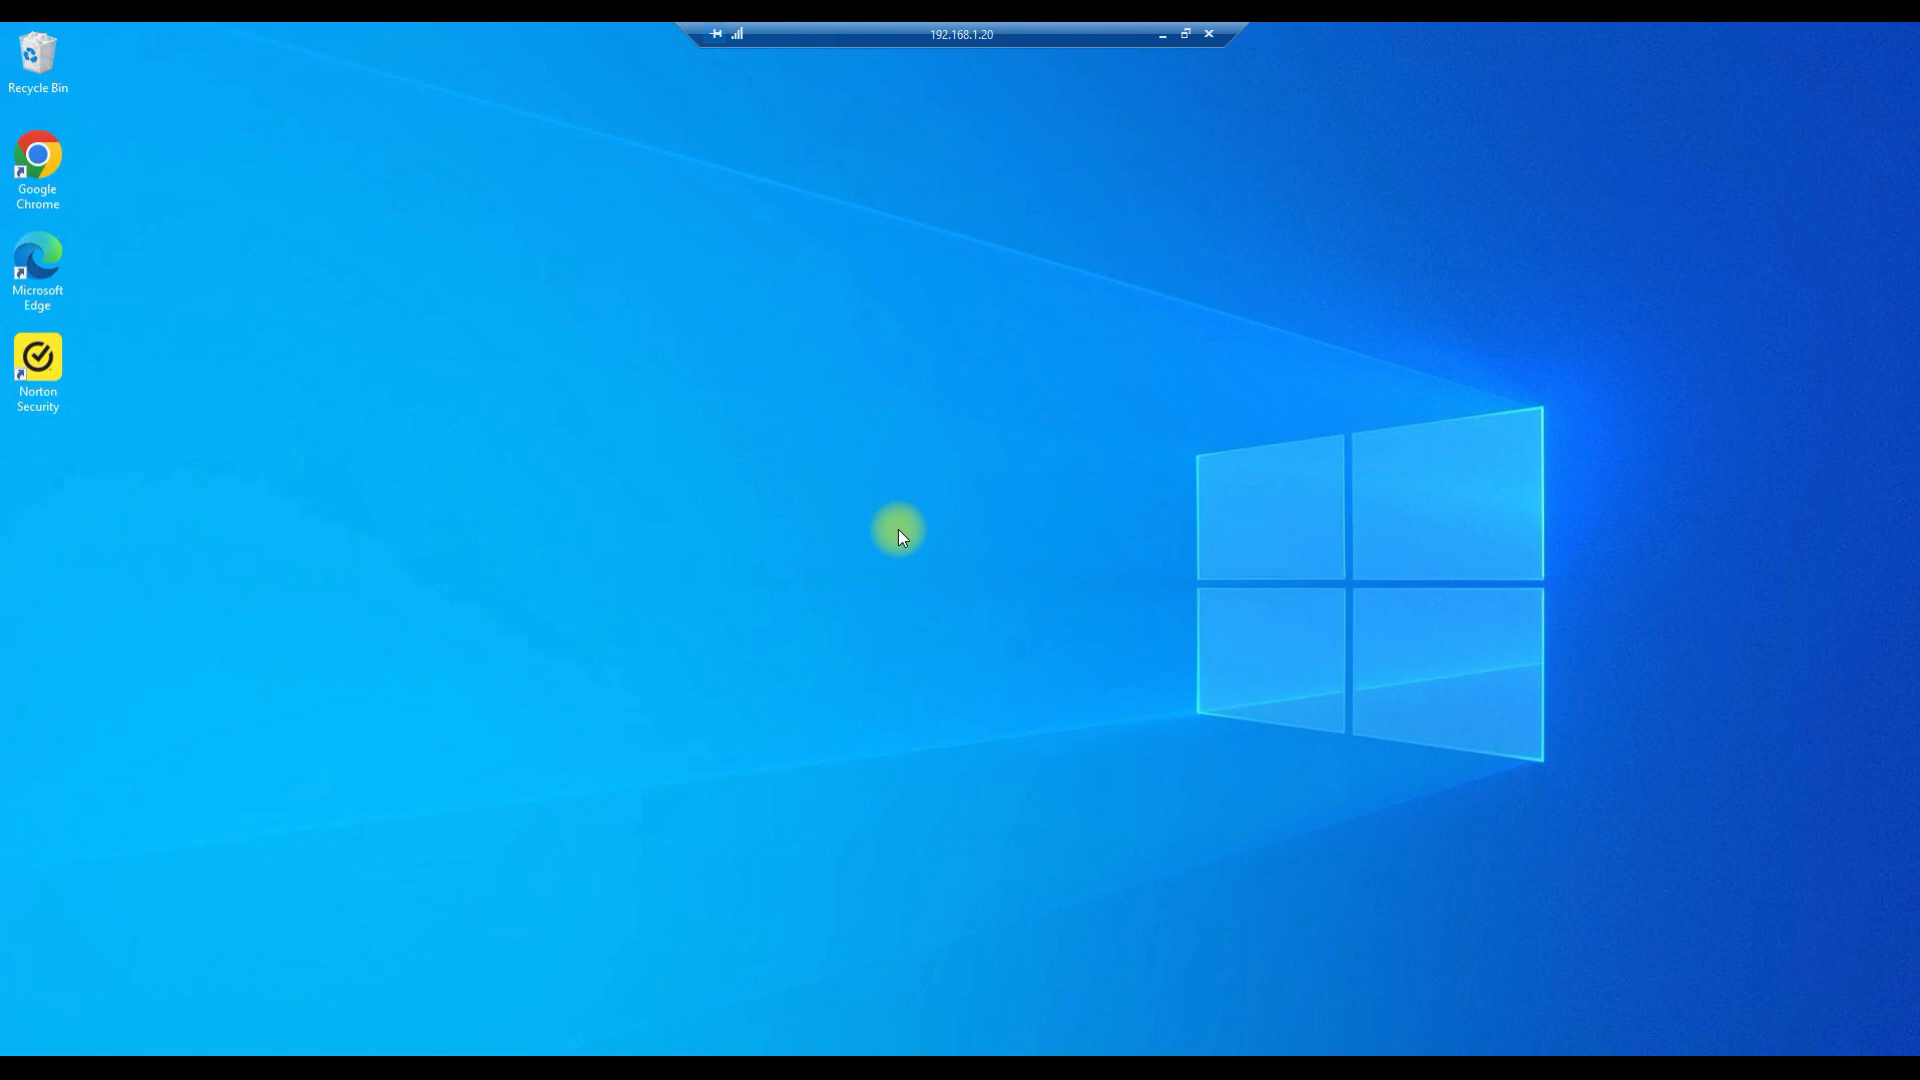 192.168.1.20
Recycle Bin
Google
Chrome
Microsoft
Edge
Norton
Security